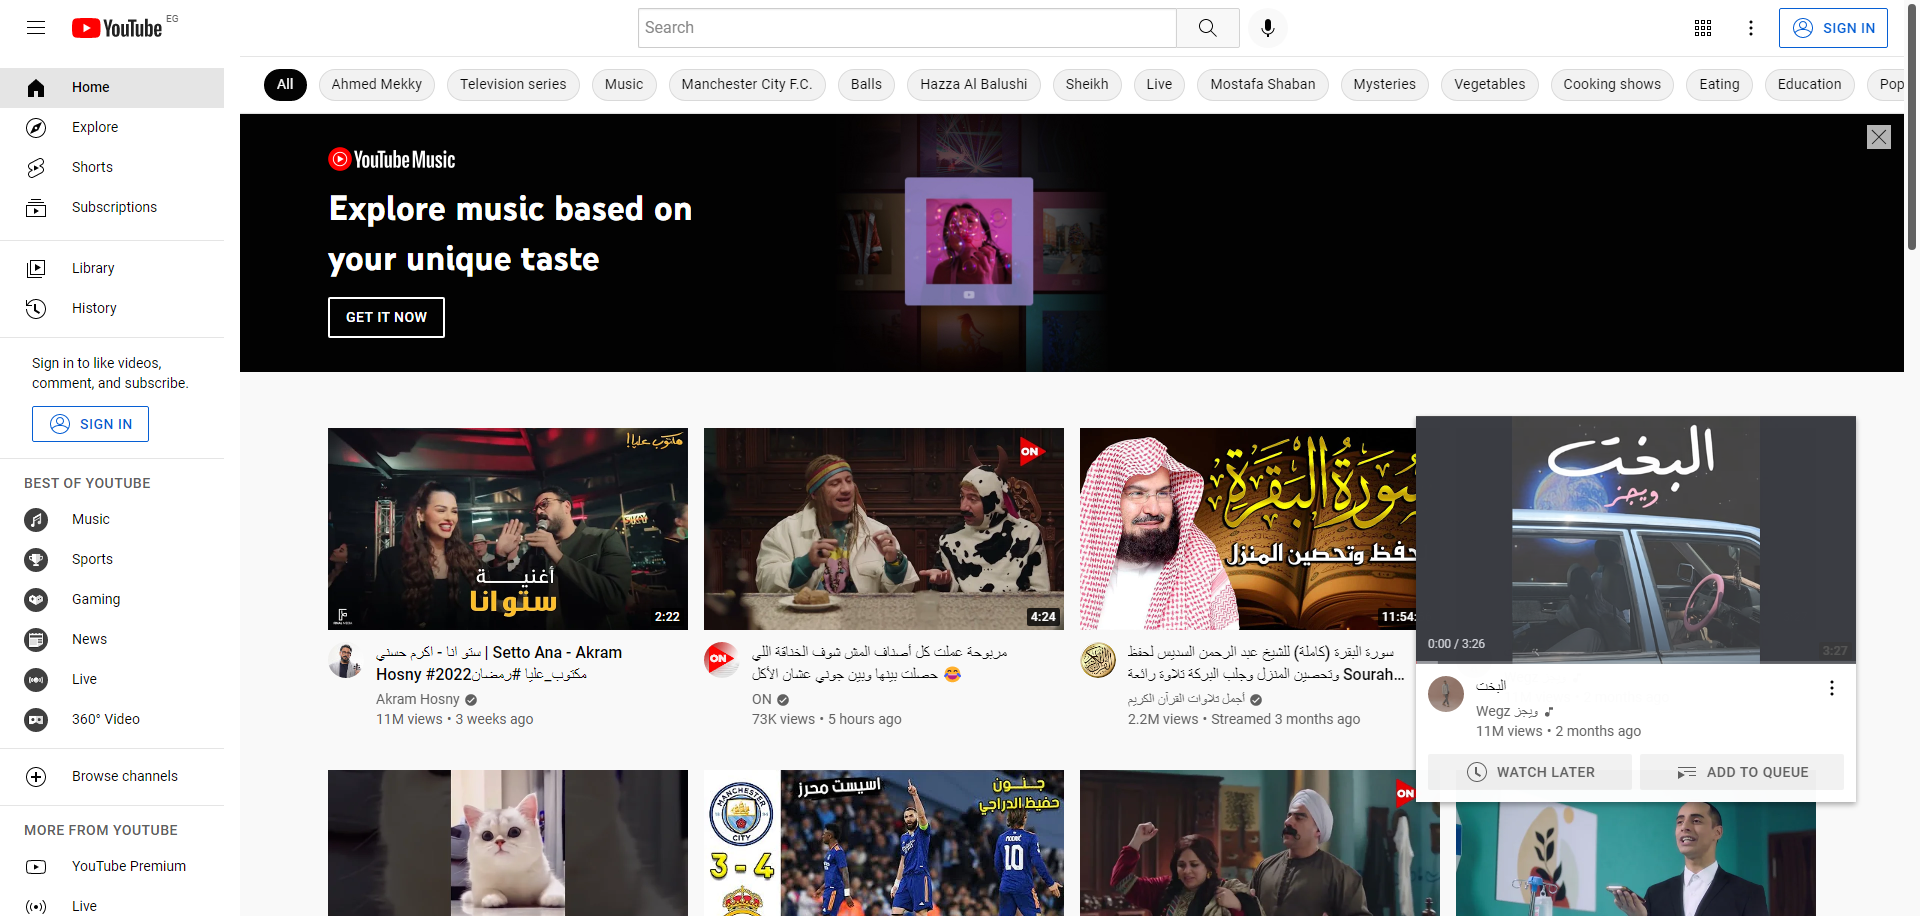 YouTube EG
Search
SIGN IN
Home
Explore
Shorts
Subscriptions
Library
History
Sign in to like videos,
comment, and subscribe.
SIGN IN
BEST OF YOUTUBE
Music
Sports
Gaming
News
Live
360° Video
Browse channels
MORE FROM YOUTUBE
YouTube Premium
Live
All Ahmed Mekky Television series Music Manchester City F.C. Balls Hazza Al Balushi Sheikh Live Mostafa Shaban Mysteries Vegetables Cooking shows Eating Education Pop
YouTube Music
Explore music based on
your unique taste
GET IT NOW
مكتوب عليا!
أغنية
ستو انا
2:22
ستو انا - اكرم حسني | Setto Ana - Akram
Hosny #2022مكتوب_عليا #رمضان
Akram Hosny
11M views • 3 weeks ago
ON
4:24
ON
مربوحة عملت كل أصناف المش شوف الخناقة اللي
حصلت بينها وبين جوني عشان الأكل 😂
ON
73K views • 5 hours ago
سورة البقرة
حفظ وتحصين المنزل
11:54:
سورة البقرة (كاملة) للشيخ عبد الرحمن السديس لحفظ
وتحصين المنزل وجلب البركة تلاوة رائعة Sourah...
أجمل تلاوات القرآن الكريم
2.2M views • Streamed 3 months ago
البخت
ويجز
0:00 / 3:26
3:27
البخت
Wegz ويجز
11M views • 2 months ago
WATCH LATER
ADD TO QUEUE
MANCHESTER
CITY
3 - 4
اسيست محرز
جنون
حفيظ الدراجي
MODRIĆ
10
ON